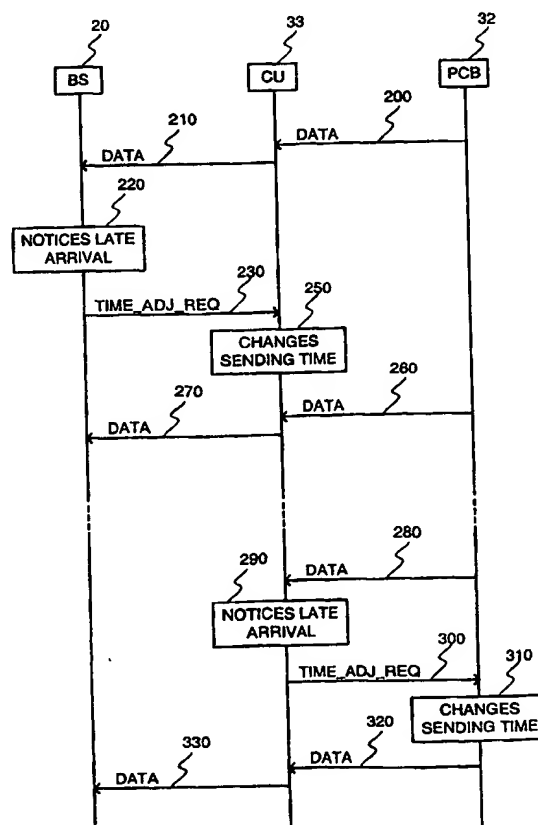 20
33
32
BS
CU
PCB
210
200
DATA
DATA
220
NOTICES LATE
ARRIVAL
230
250
TIME_ADJ_REQ
CHANGES
SENDING TIME
270
260
DATA
DATA
280
290
DATA
NOTICES LATE
ARRIVAL
300
310
TIME_ADJ_REQ
CHANGES
SENDING TIME
330
320
DATA
DATA